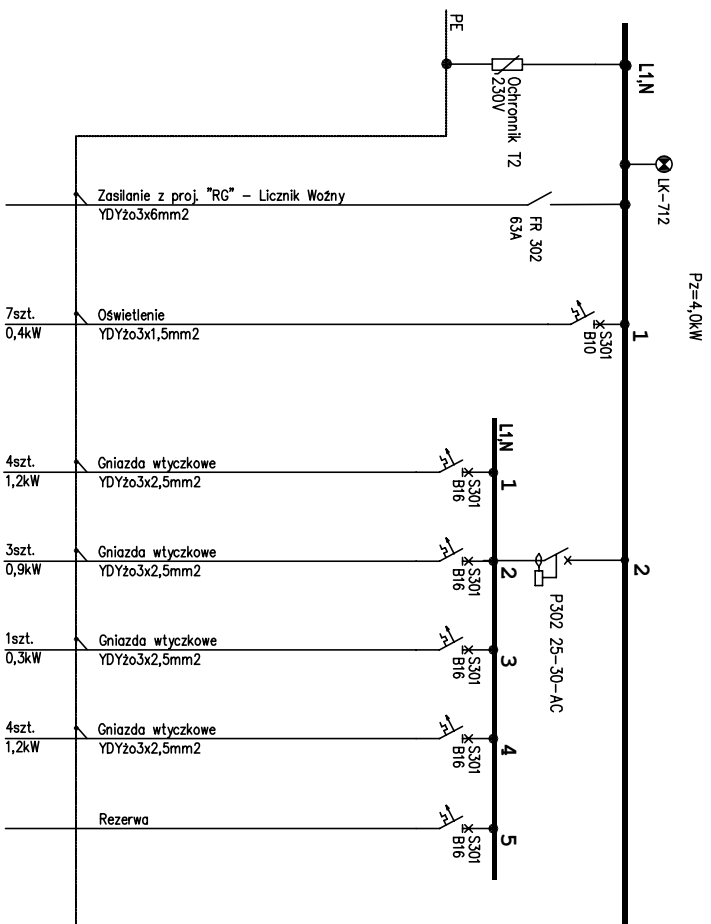 PE
L1,N
Ochronnik T2
230V
LK-712
Zasilanie z proj. "RG" - Licznik Woźny
YDYżo3x6mm2
FR 302
63A
Pz=4,0kW
7szt.
0,4kW
Oświetlenie
YDYżo3x1,5mm2
S301
B10
1
L1,N
4szt.
1,2kW
Gniazda wtyczkowe
YDYżo3x2,5mm2
S301
B16
1
3szt.
0,9kW
Gniazda wtyczkowe
YDYżo3x2,5mm2
S301
B16
2
P302 25-30-AC
2
1szt.
0,3kW
Gniazda wtyczkowe
YDYżo3x2,5mm2
S301
B16
3
4szt.
1,2kW
Gniazda wtyczkowe
YDYżo3x2,5mm2
S301
B16
4
Rezerwa
S301
B16
5